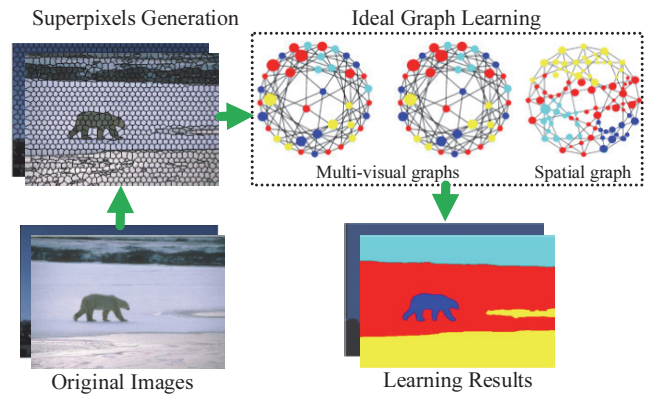 Superpixels Generation
Ideal Graph Learning
Multi-visual graphs
Spatial graph
Original Images
Learning Results